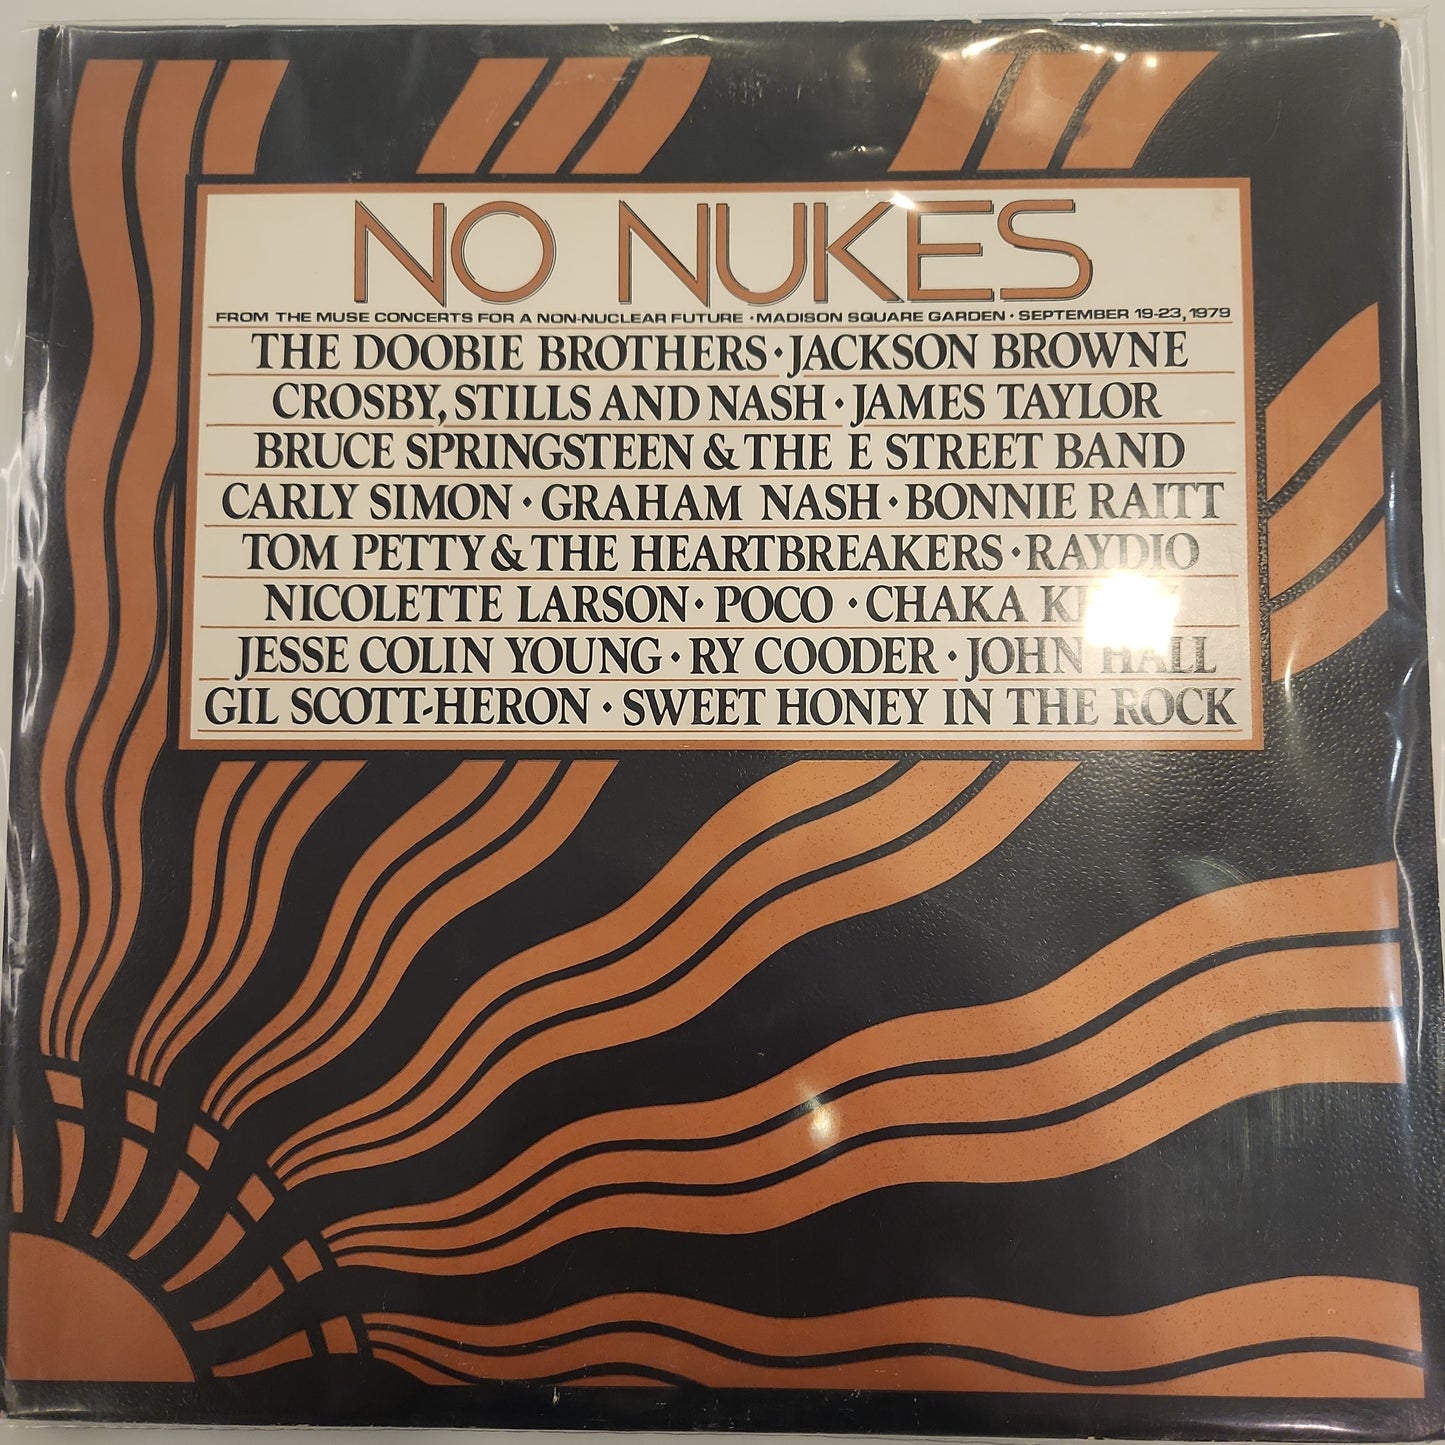 NO NUKES
FROM THE MUSE CONCERTS FOR A NON-NUCLEAR FUTURE • MADISON SQUARE GARDEN • SEPTEMBER 19-23, 1979
THE DOOBIE BROTHERS • JACKSON BROWNE
CROSBY, STILLS AND NASH • JAMES TAYLOR
BRUCE SPRINGSTEEN & THE E STREET BAND
CARLY SIMON • GRAHAM NASH • BONNIE RAITT
TOM PETTY & THE HEARTBREAKERS • RAYDIO
NICOLETTE LARSON • POCO • CHAKA
JESSE COLIN YOUNG • RY COODER • JOHN HALL
GIL SCOTT-HERON • SWEET HONEY IN THE ROCK